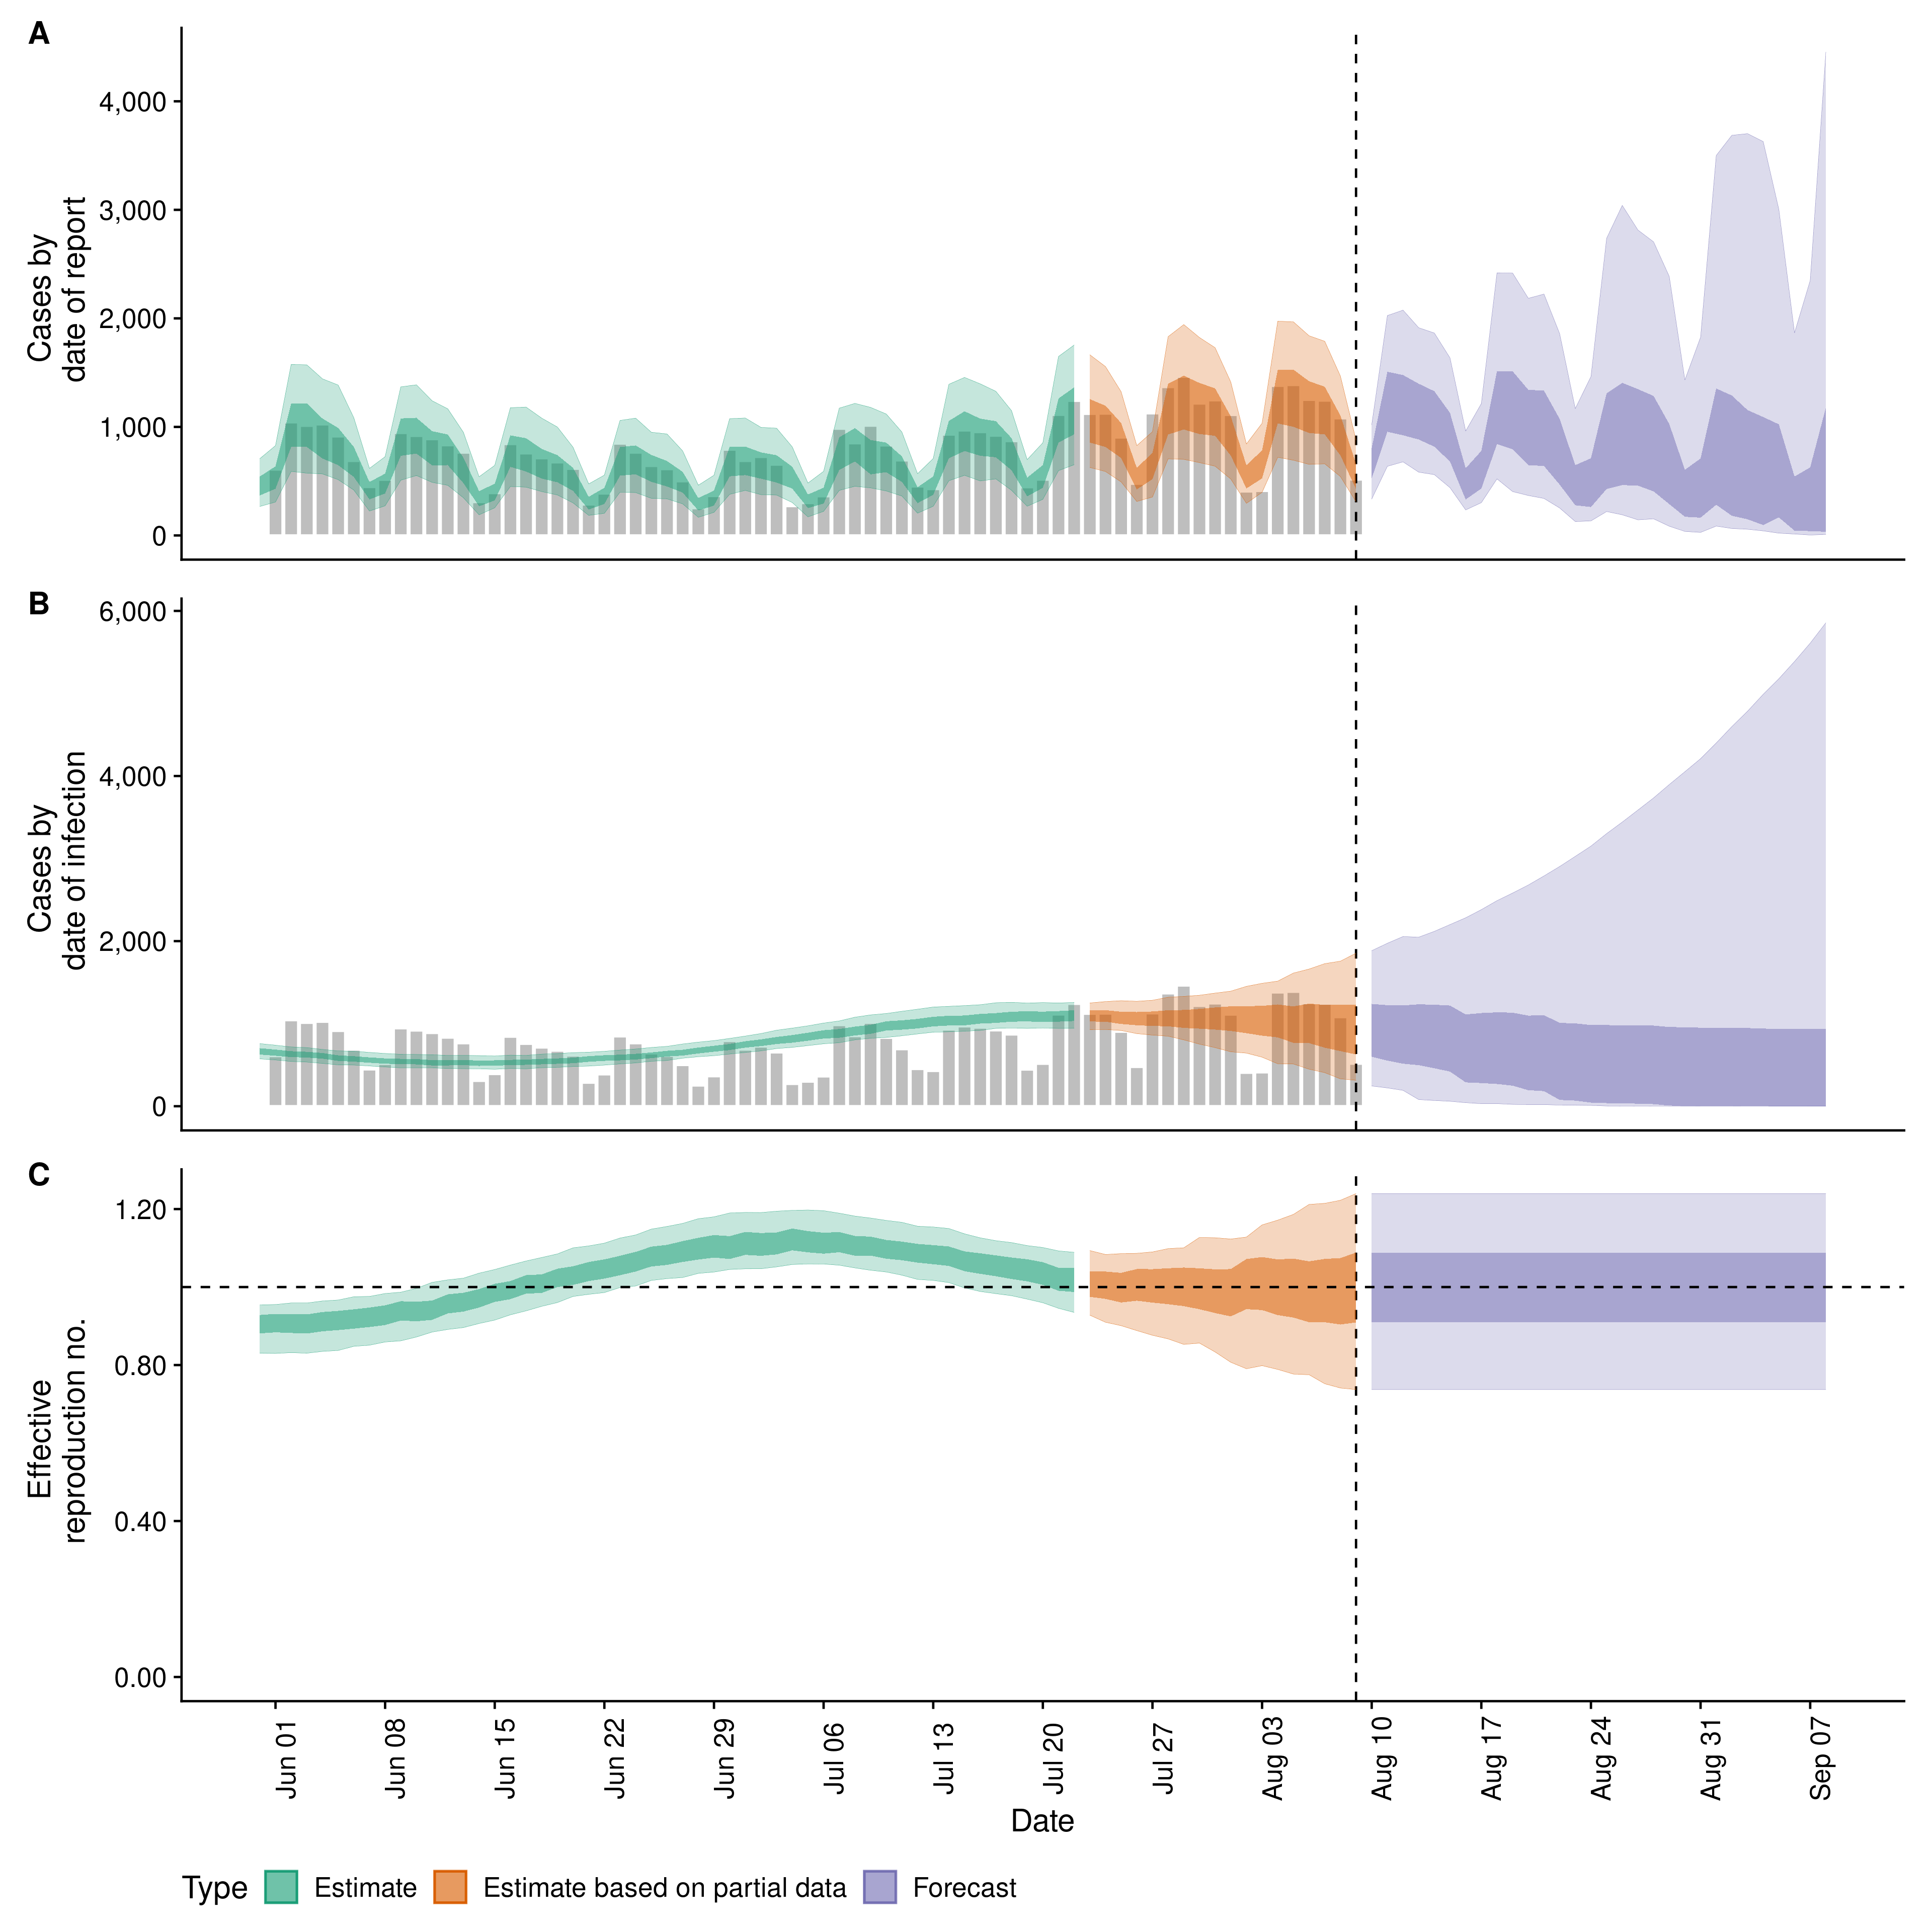 A
Cases by
date of report
4,000
3,000
2,000
1,000
0
B
Cases by
date of infection
6,000
4,000
2,000
0
C
Effective
reproduction no.
1.20
0.80
0.40
0.00
Jun 01
Jun 08
Jun 15
Jun 22
Jun 29
Jul 06
Jul 13
Jul 20
Jul 27
Aug 03
Aug 10
Aug 17
Aug 24
Aug 31
Sep 07
Date
Type Estimate Estimate based on partial data Forecast